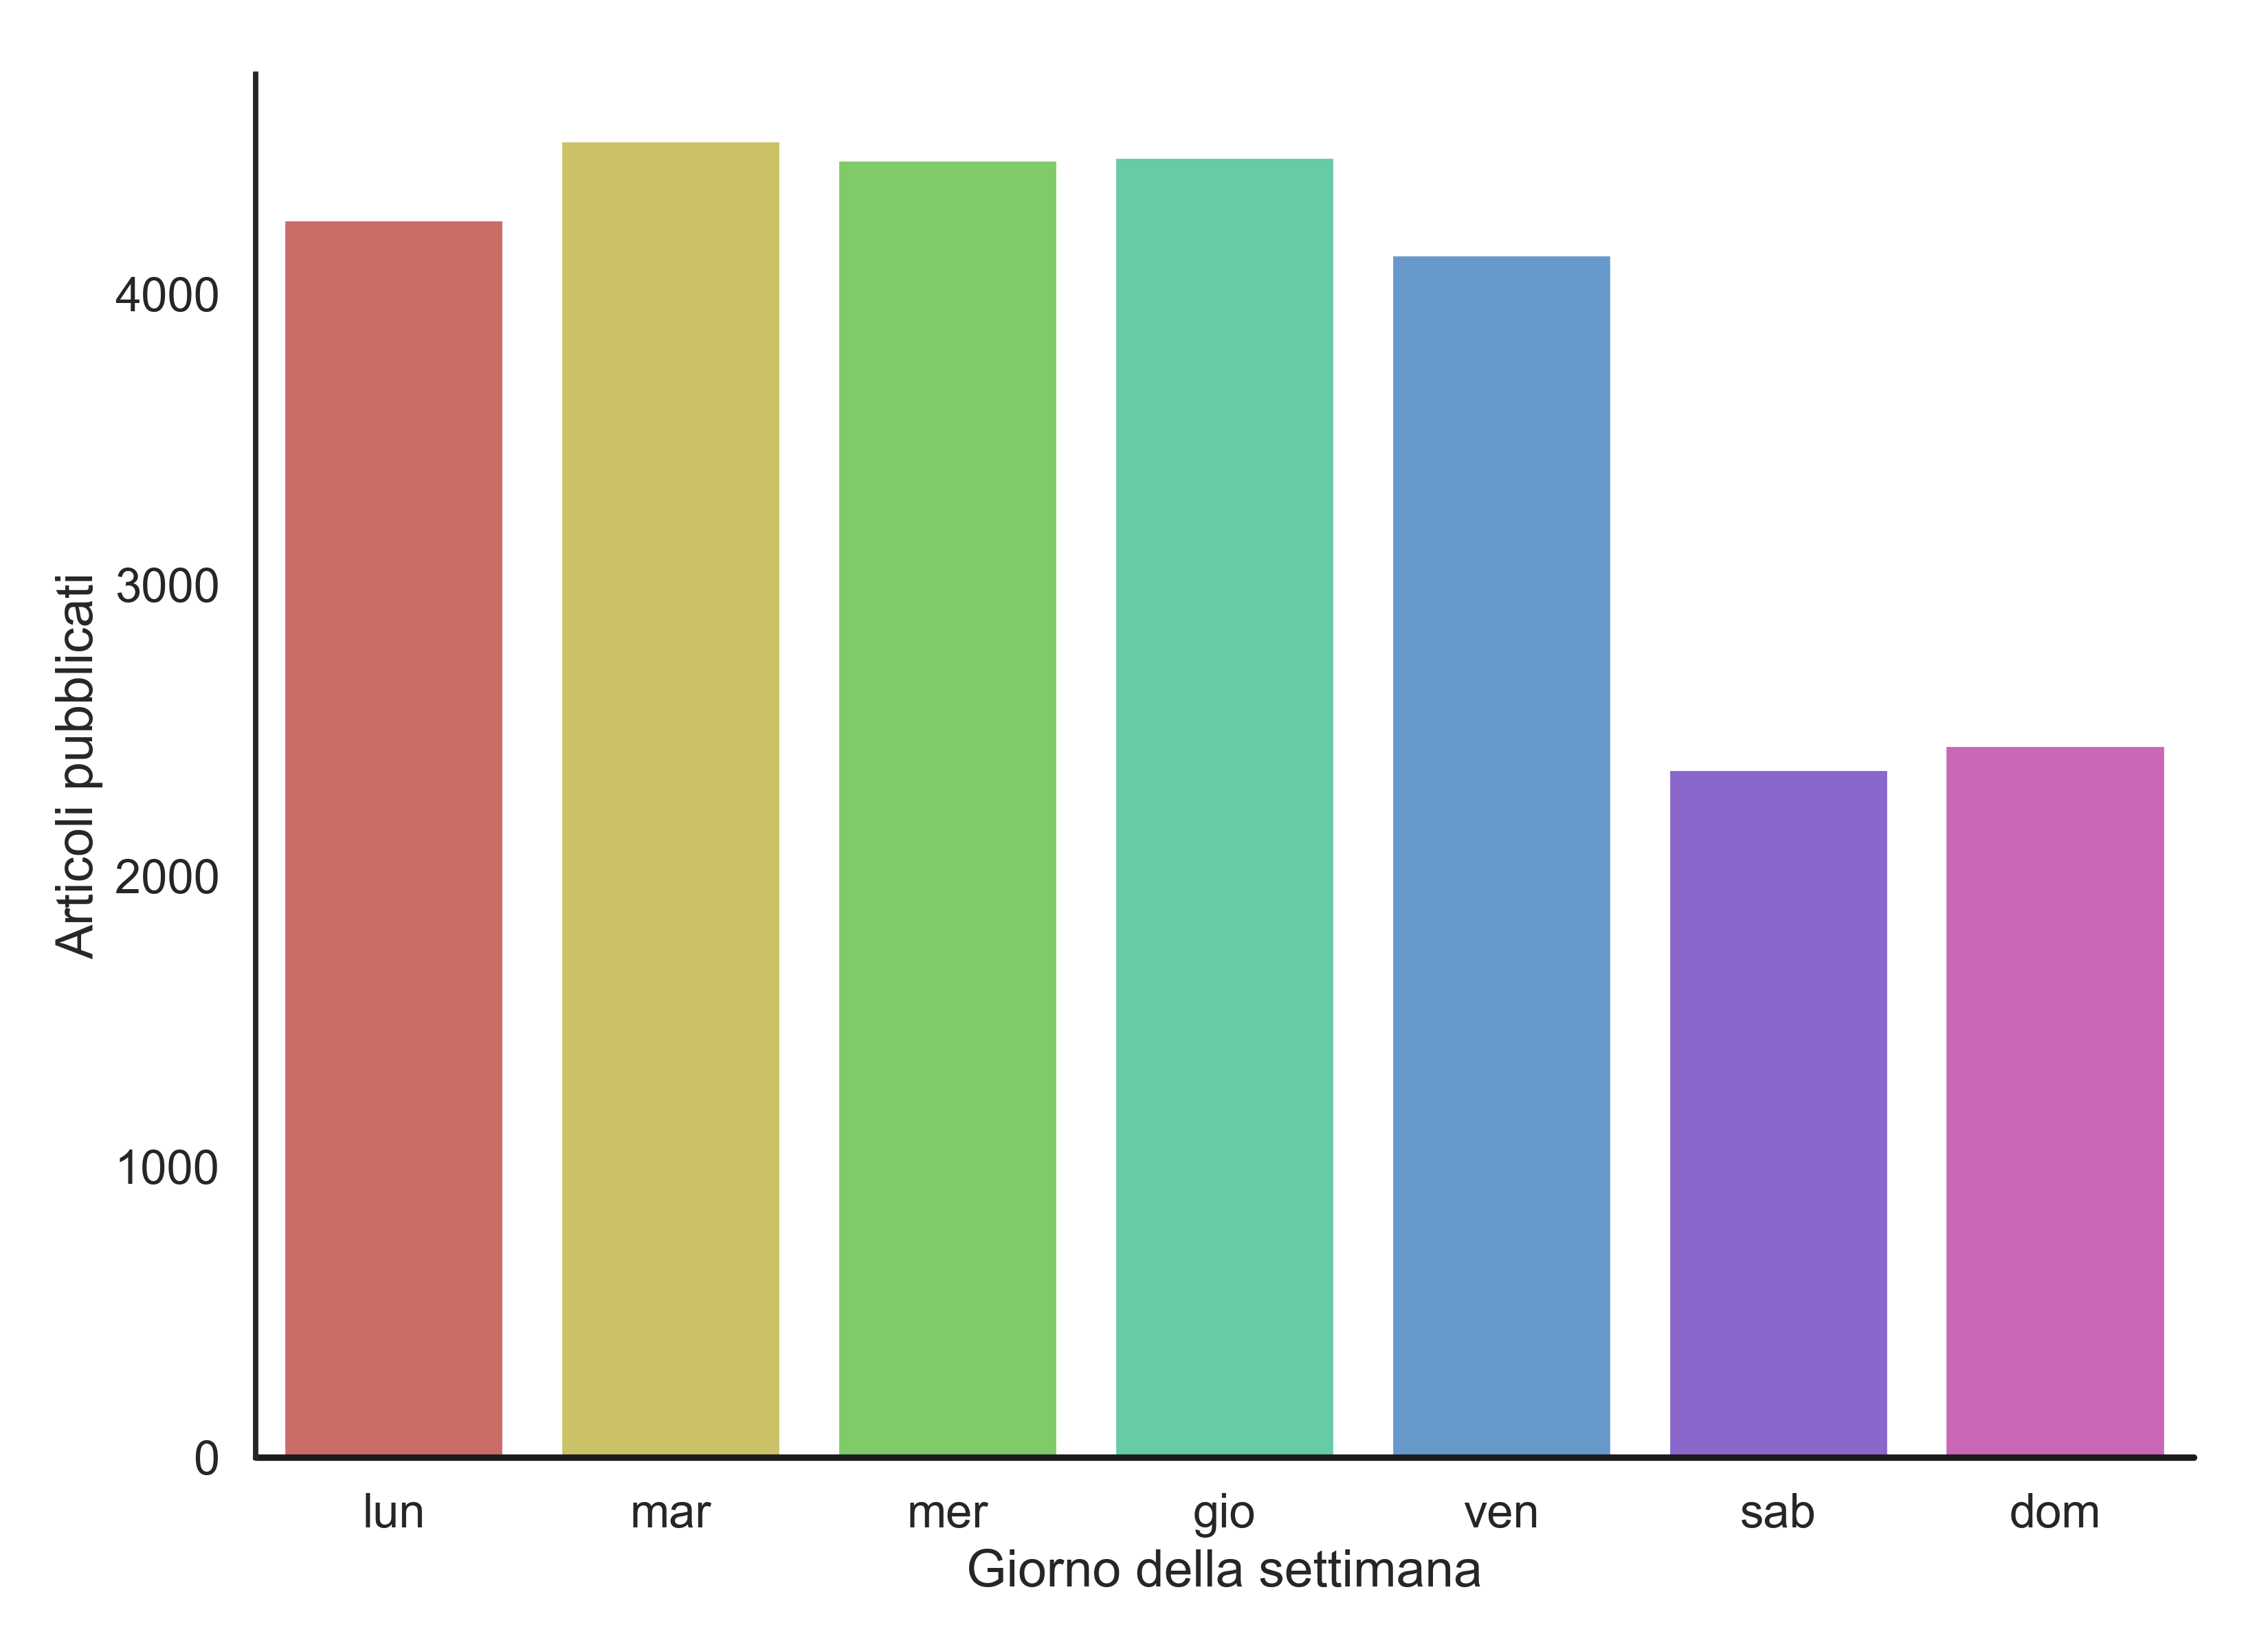 Articoli pubblicati
4000
3000
2000
1000
0
lun mar mer gio ven sab dom
Giorno della settimana